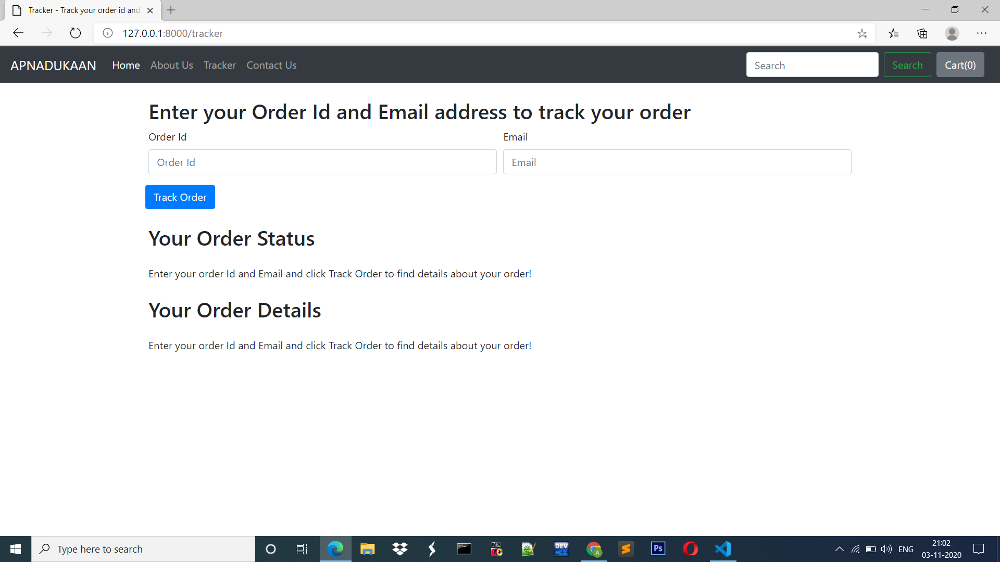 Tracker - Track your order id and
127.0.0.1:8000/tracker
APNADUKAAN Home About Us Tracker Contact Us Search Search Cart(0)
Enter your Order Id and Email address to track your order
Order Id Email
Order Id Email
Track Order
Your Order Status
Enter your order Id and Email and click Track Order to find details about your order!
Your Order Details
Enter your order Id and Email and click Track Order to find details about your order!
Type here to search MS DEV C++ A Ps ENG 21:02
03-11-2020